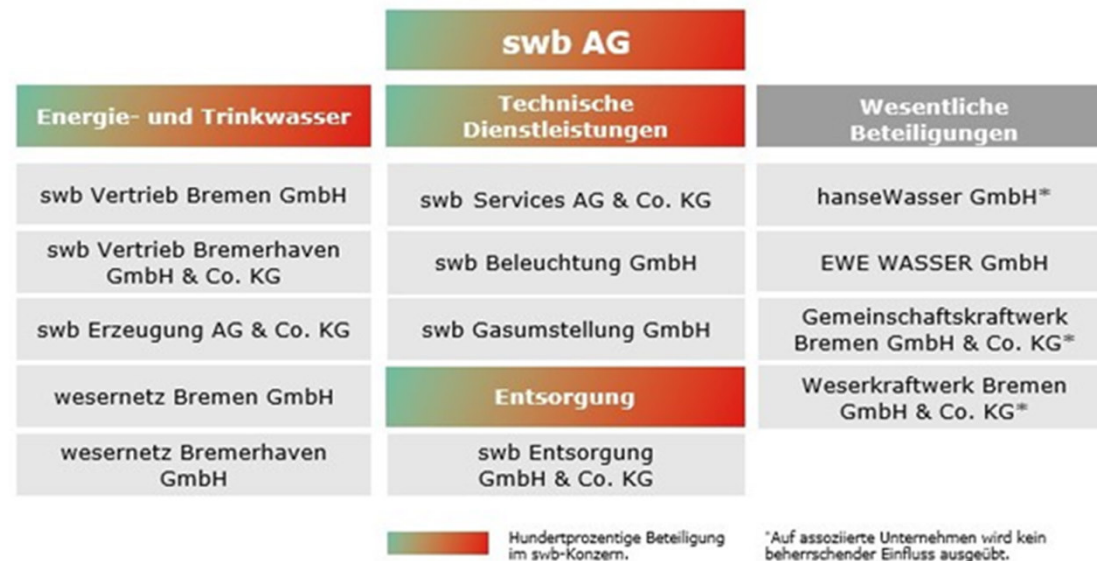 swb AG
Energie- und Trinkwasser
swb Vertrieb Bremen GmbH
swb Vertrieb Bremerhaven
GmbH & Co. KG
swb Erzeugung AG & Co. KG
wesernetz Bremen GmbH
wesernetz Bremerhaven
GmbH
Technische
Dienstleistungen
swb Services AG & Co. KG
swb Beleuchtung GmbH
swb Gasumstellung GmbH
Entsorgung
swb Entsorgung
GmbH & Co. KG
Wesentliche
Beteiligungen
hanseWasser GmbH*
EWE WASSER GmbH
Gemeinschaftskraftwerk
Bremen GmbH & Co. KG*
Weserkraftwerk Bremen
GmbH & Co. KG*
Hundertprozentige Beteiligung
im swb-Konzern.
*Auf assoziierte Unternehmen wird kein
beherrschender Einfluss ausgeübt.